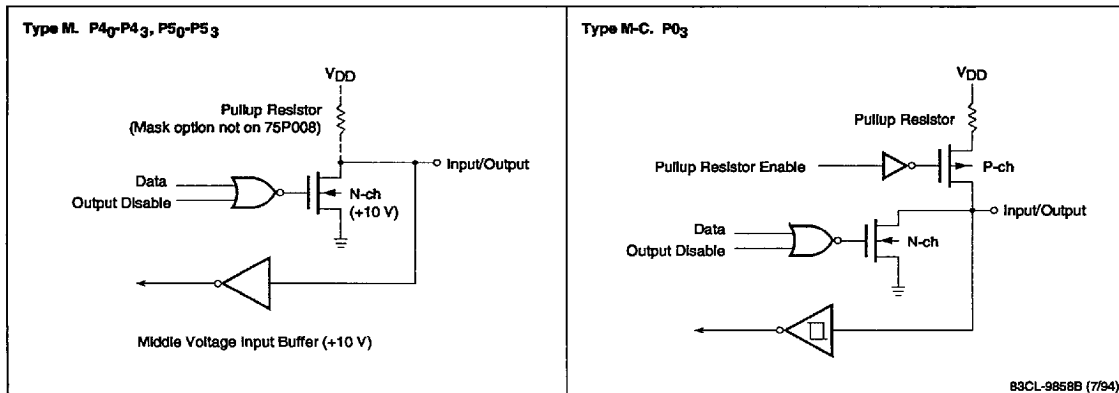 Type M. P4₀-P4₃, P5₀-P5₃
VDD
Pullup Resistor
(Mask option not on 75P008)
Input/Output
Data
Output Disable
N-ch
(+10 V)
Middle Voltage Input Buffer (+10 V)
Type M-C. P0₃
VDD
Pullup Resistor
Pullup Resistor Enable
P-ch
Input/Output
Data
Output Disable
N-ch
83CL-9858B (7/94)